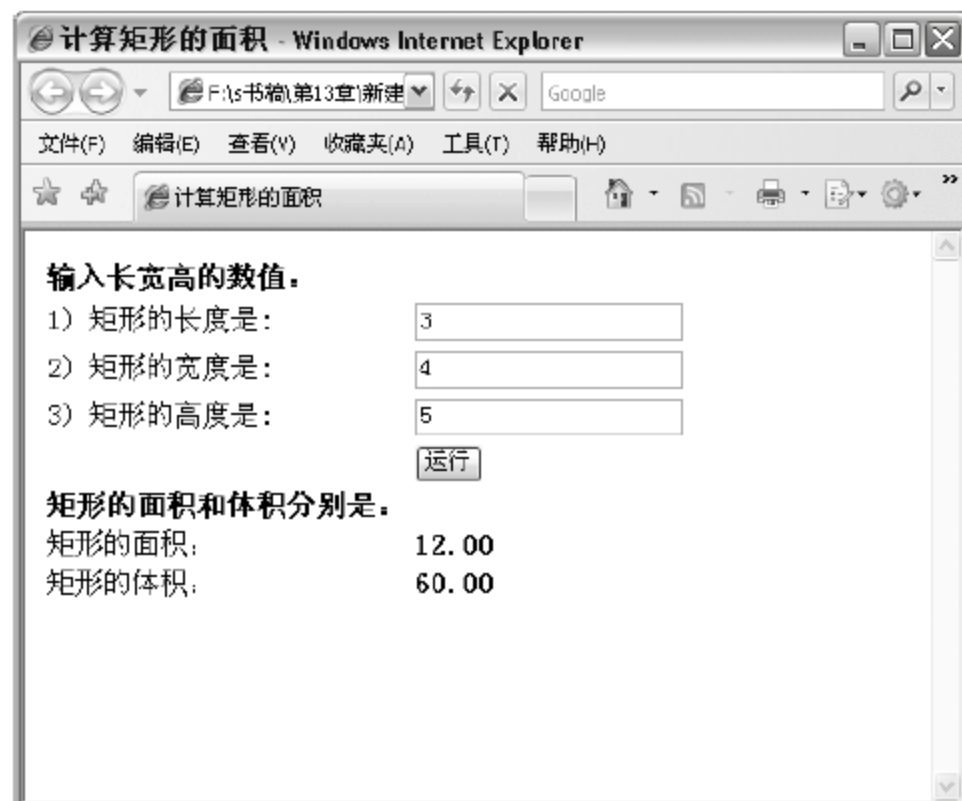 计算矩形的面积 - Windows Internet Explorer
F:\s书稿\第13章\新建
Google
文件(F) 编辑(E) 查看(V) 收藏夹(A) 工具(T) 帮助(H)
计算矩形的面积
»
输入长宽高的数值。
1) 矩形的长度是: 3
2) 矩形的宽度是: 4
3) 矩形的高度是: 5
运行
矩形的面积和体积分别是。
矩形的面积: 12.00
矩形的体积: 60.00